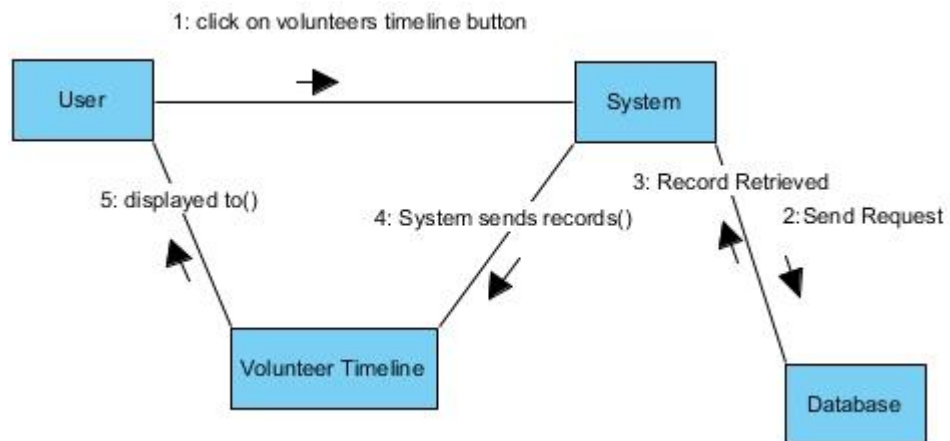 1: click on volunteers timeline button
User
System
3: Record Retrieved
5: displayed to()
4: System sends records()
2:Send Request
Volunteer Timeline
Database